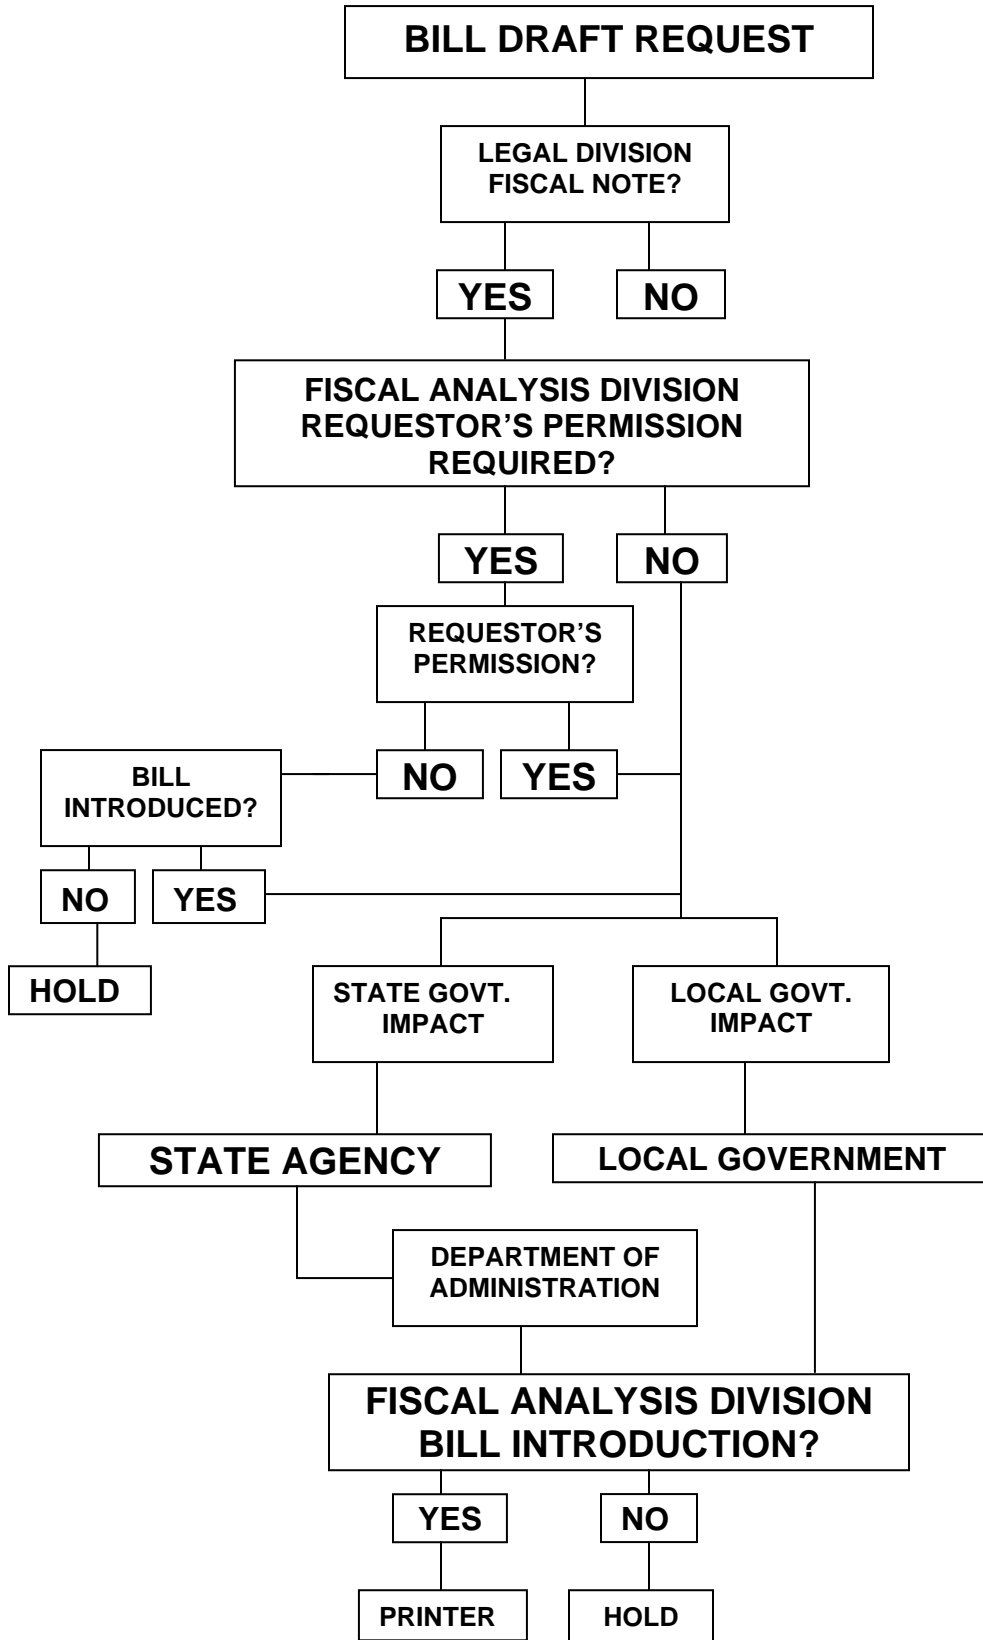 BILL DRAFT REQUEST
LEGAL DIVISION
FISCAL NOTE?
YES
NO
FISCAL ANALYSIS DIVISION
REQUESTOR’S PERMISSION
REQUIRED?
YES
NO
REQUESTOR’S
PERMISSION?
BILL
INTRODUCED?
NO
YES
NO
YES
HOLD
STATE GOVT.
IMPACT
LOCAL GOVT.
IMPACT
STATE AGENCY
LOCAL GOVERNMENT
DEPARTMENT OF
ADMINISTRATION
FISCAL ANALYSIS DIVISION
BILL INTRODUCTION?
YES
NO
PRINTER
HOLD